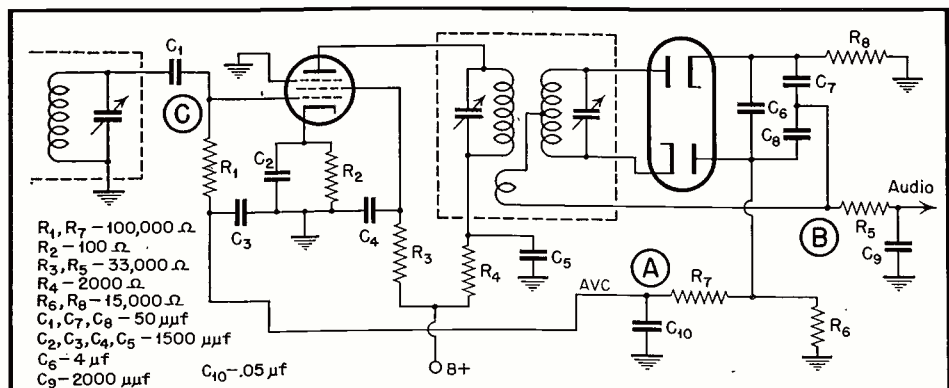 C1
C
R1
C2
R2
C3
C4
R3
R4
C5
C6
C7
C8
R8
R5
Audio
B
C9
A
AVC
R7
C10
R6
B+
R1, R7 – 100,000 Ω
R2 – 100 Ω
R3, R5 – 33,000 Ω
R4 – 2000 Ω
R6, R8 – 15,000 Ω
C1, C7, C8 – 50 μμf
C2, C3, C4, C5 – 1500 μμf
C6 – 4 μf
C9 – 2000 μμf
C10 – .05 μf